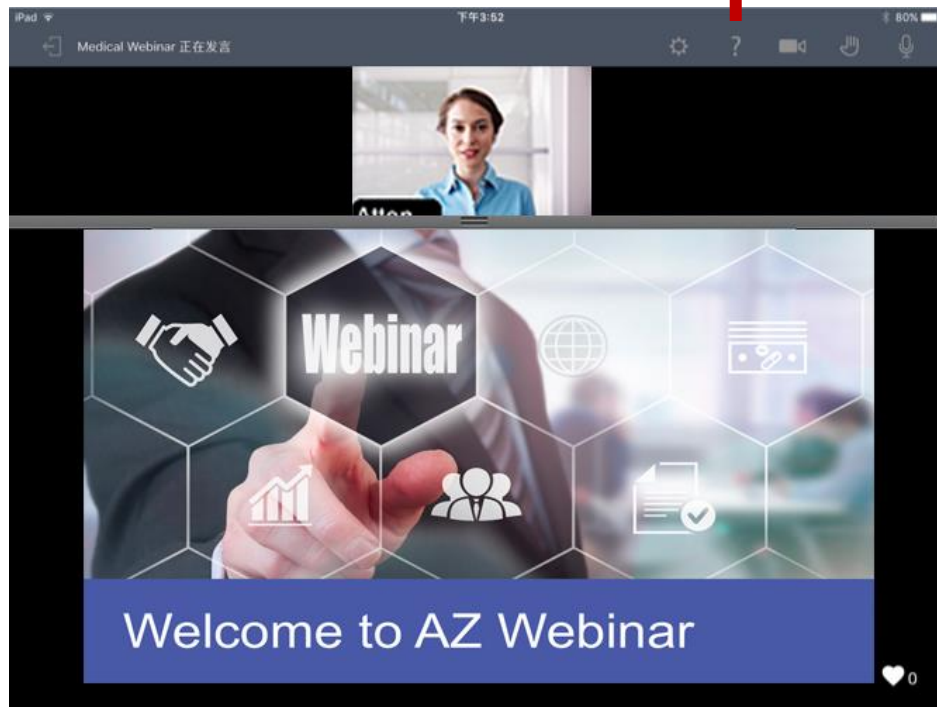 iPad 下午3:52 80%
Medical Webinar 正在发言 ?
Webinar
Welcome to AZ Webinar
0